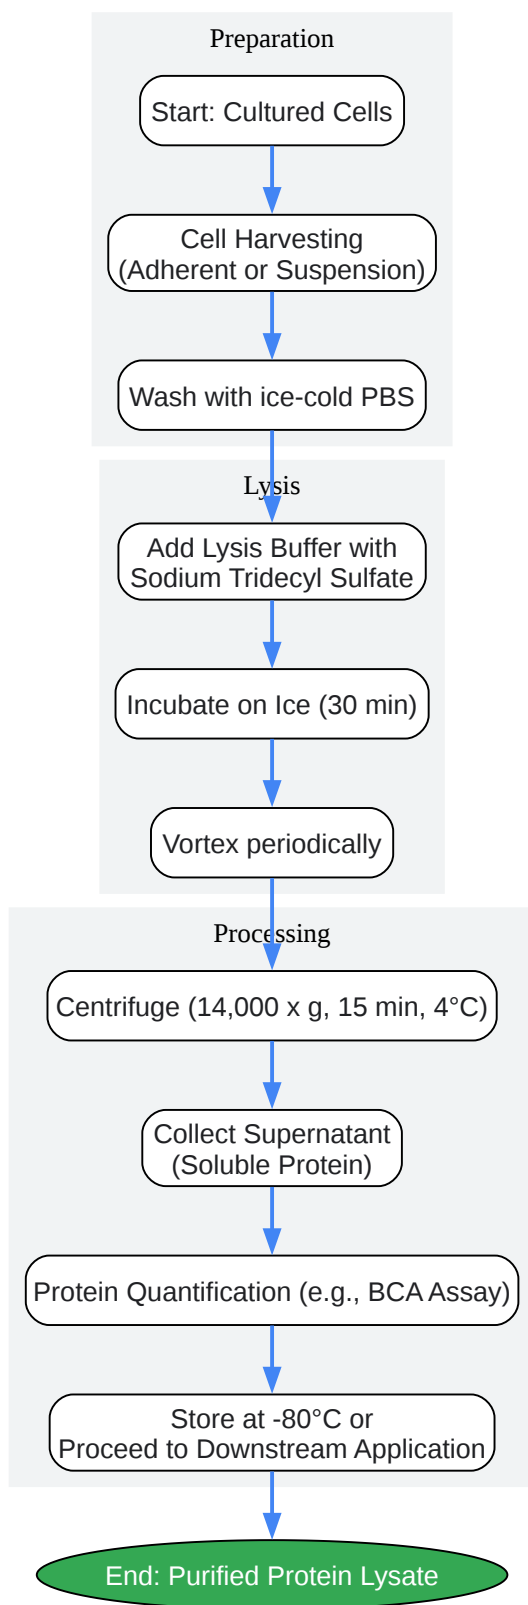 Preparation
Start: Cultured Cells
Cell Harvesting
(Adherent or Suspension)
Wash with ice-cold PBS
Lysis
Add Lysis Buffer with
Sodium Tridecyl Sulfate
Incubate on Ice (30 min)
Vortex periodically
Processing
Centrifuge (14,000 x g, 15 min, 4°C)
Collect Supernatant
(Soluble Protein)
Protein Quantification (e.g., BCA Assay)
Store at -80°C or
Proceed to Downstream Application
End: Purified Protein Lysate